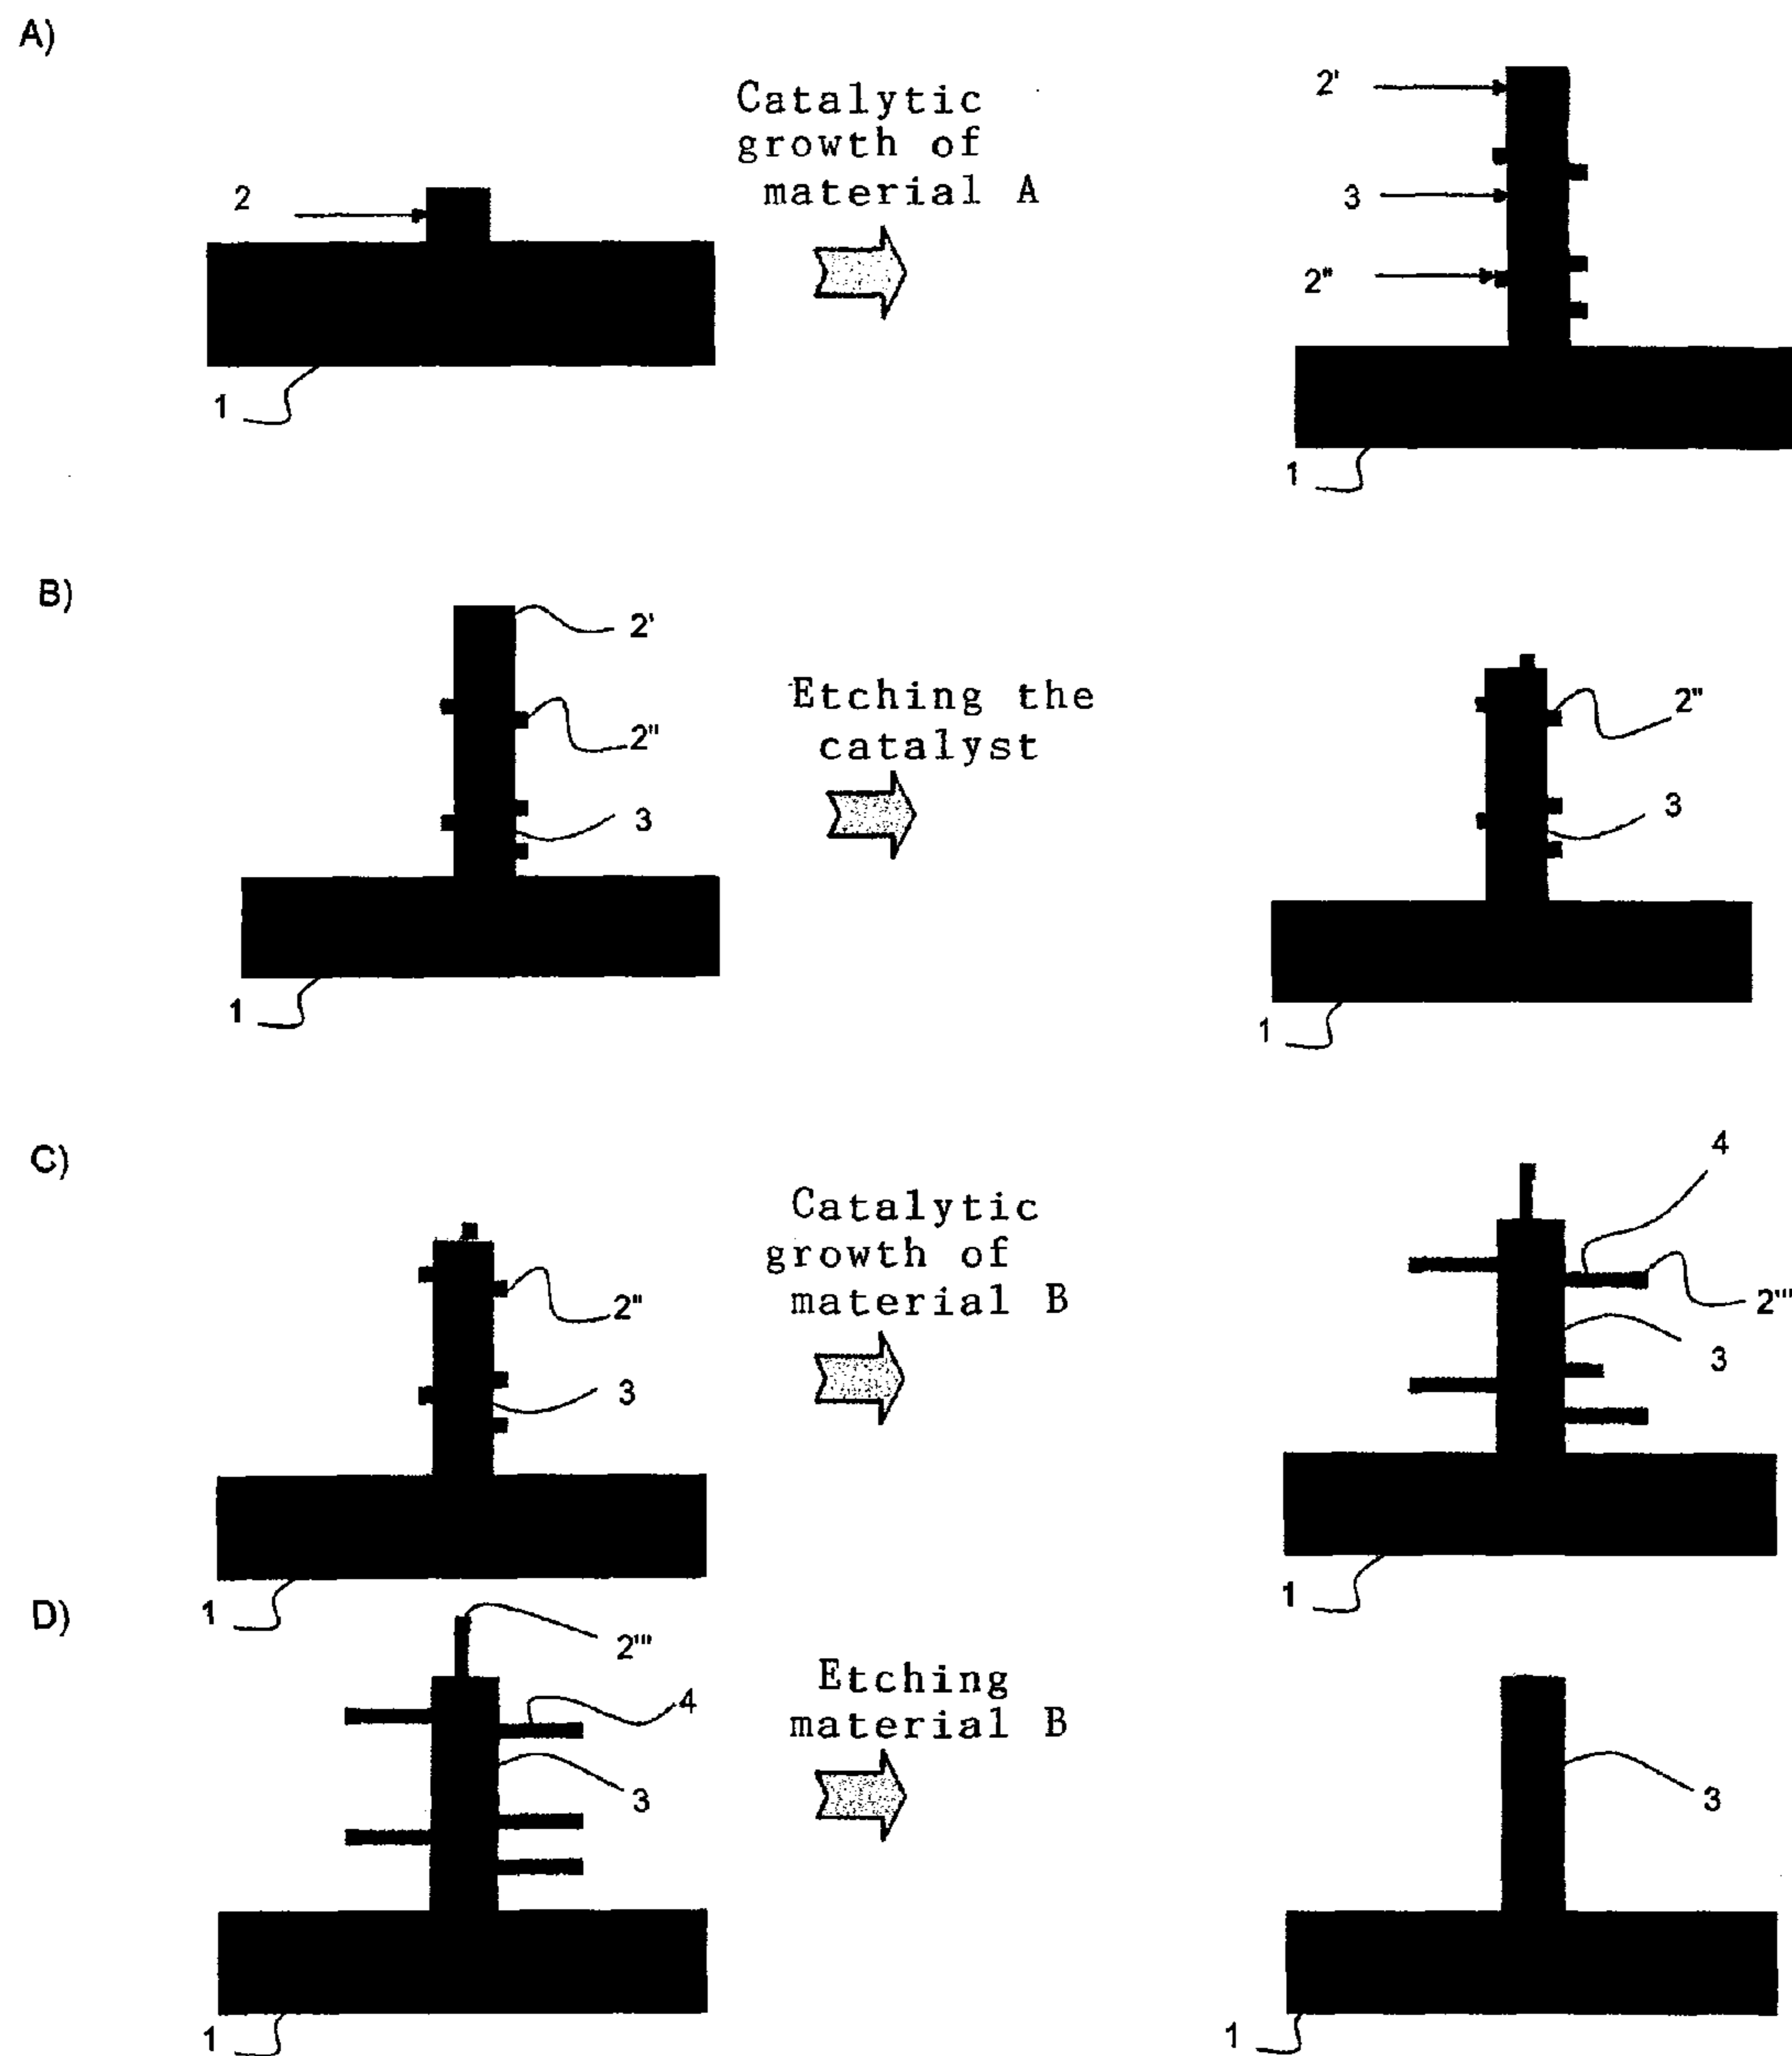 A)
Catalytic
growth of
material A
2
1
2'
3
2"
1
B)
Etching the
catalyst
2'
2"
3
1
2"
3
1
C)
Catalytic
growth of
material B
2"
3
1
4
2'''
3
1
D)
Etching
material B
2'''
4
3
1
3
1